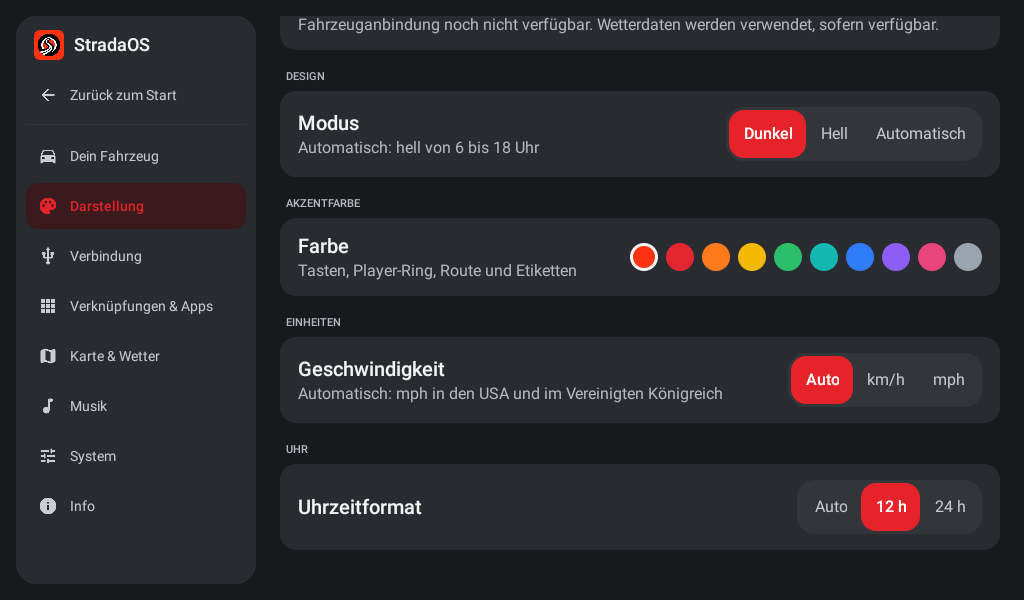 StradaOS
Zurück zum Start
Dein Fahrzeug
Darstellung
Verbindung
Verknüpfungen & Apps
Karte & Wetter
Musik
System
Info
Fahrzeuganbindung noch nicht verfügbar. Wetterdaten werden verwendet, sofern verfügbar.
DESIGN
Modus
Automatisch: hell von 6 bis 18 Uhr
Dunkel Hell Automatisch
AKZENTFARBE
Farbe
Tasten, Player-Ring, Route und Etiketten
EINHEITEN
Geschwindigkeit
Automatisch: mph in den USA und im Vereinigten Königreich
Auto km/h mph
UHR
Uhrzeitformat
Auto 12 h 24 h